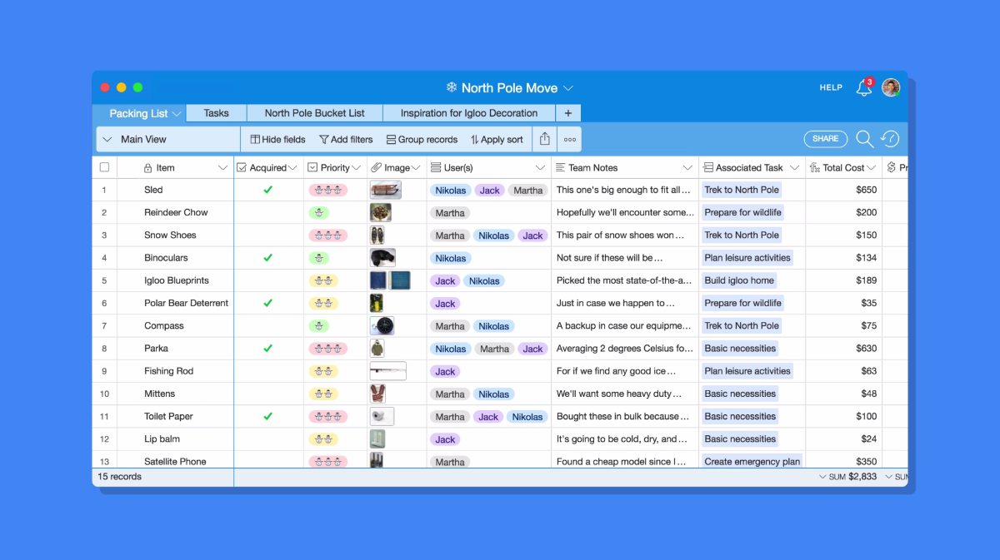 North Pole Move
HELP
3
Packing List Tasks North Pole Bucket List Inspiration for Igloo Decoration +
Main View Hide fields Add filters Group records Apply sort SHARE
Item Acquired Priority Image User(s) Team Notes Associated Task Total Cost
1 Sled Nikolas Jack Martha This one's big enough to fit all… Trek to North Pole $650
2 Reindeer Chow Martha Hopefully we'll encounter some… Prepare for wildlife $200
3 Snow Shoes Martha Nikolas Jack This pair of snow shoes won… Trek to North Pole $150
4 Binoculars Nikolas Not sure if these will be… Plan leisure activities $134
5 Igloo Blueprints Jack Nikolas Picked the most state-of-the-a… Build igloo home $189
6 Polar Bear Deterrent Jack Just in case we happen to… Prepare for wildlife $35
7 Compass Martha Nikolas A backup in case our equipme… Trek to North Pole $75
8 Parka Nikolas Martha Jack Averaging 2 degrees Celsius fo… Basic necessities $630
9 Fishing Rod Jack For if we find any good ice… Plan leisure activities $63
10 Mittens Martha Nikolas We'll want some heavy duty… Basic necessities $48
11 Toilet Paper Martha Jack Nikolas Bought these in bulk because… Basic necessities $100
12 Lip balm Jack It's going to be cold, dry, and… Basic necessities $24
13 Satellite Phone Martha Found a cheap model since I… Create emergency plan $350
15 records SUM $2,833